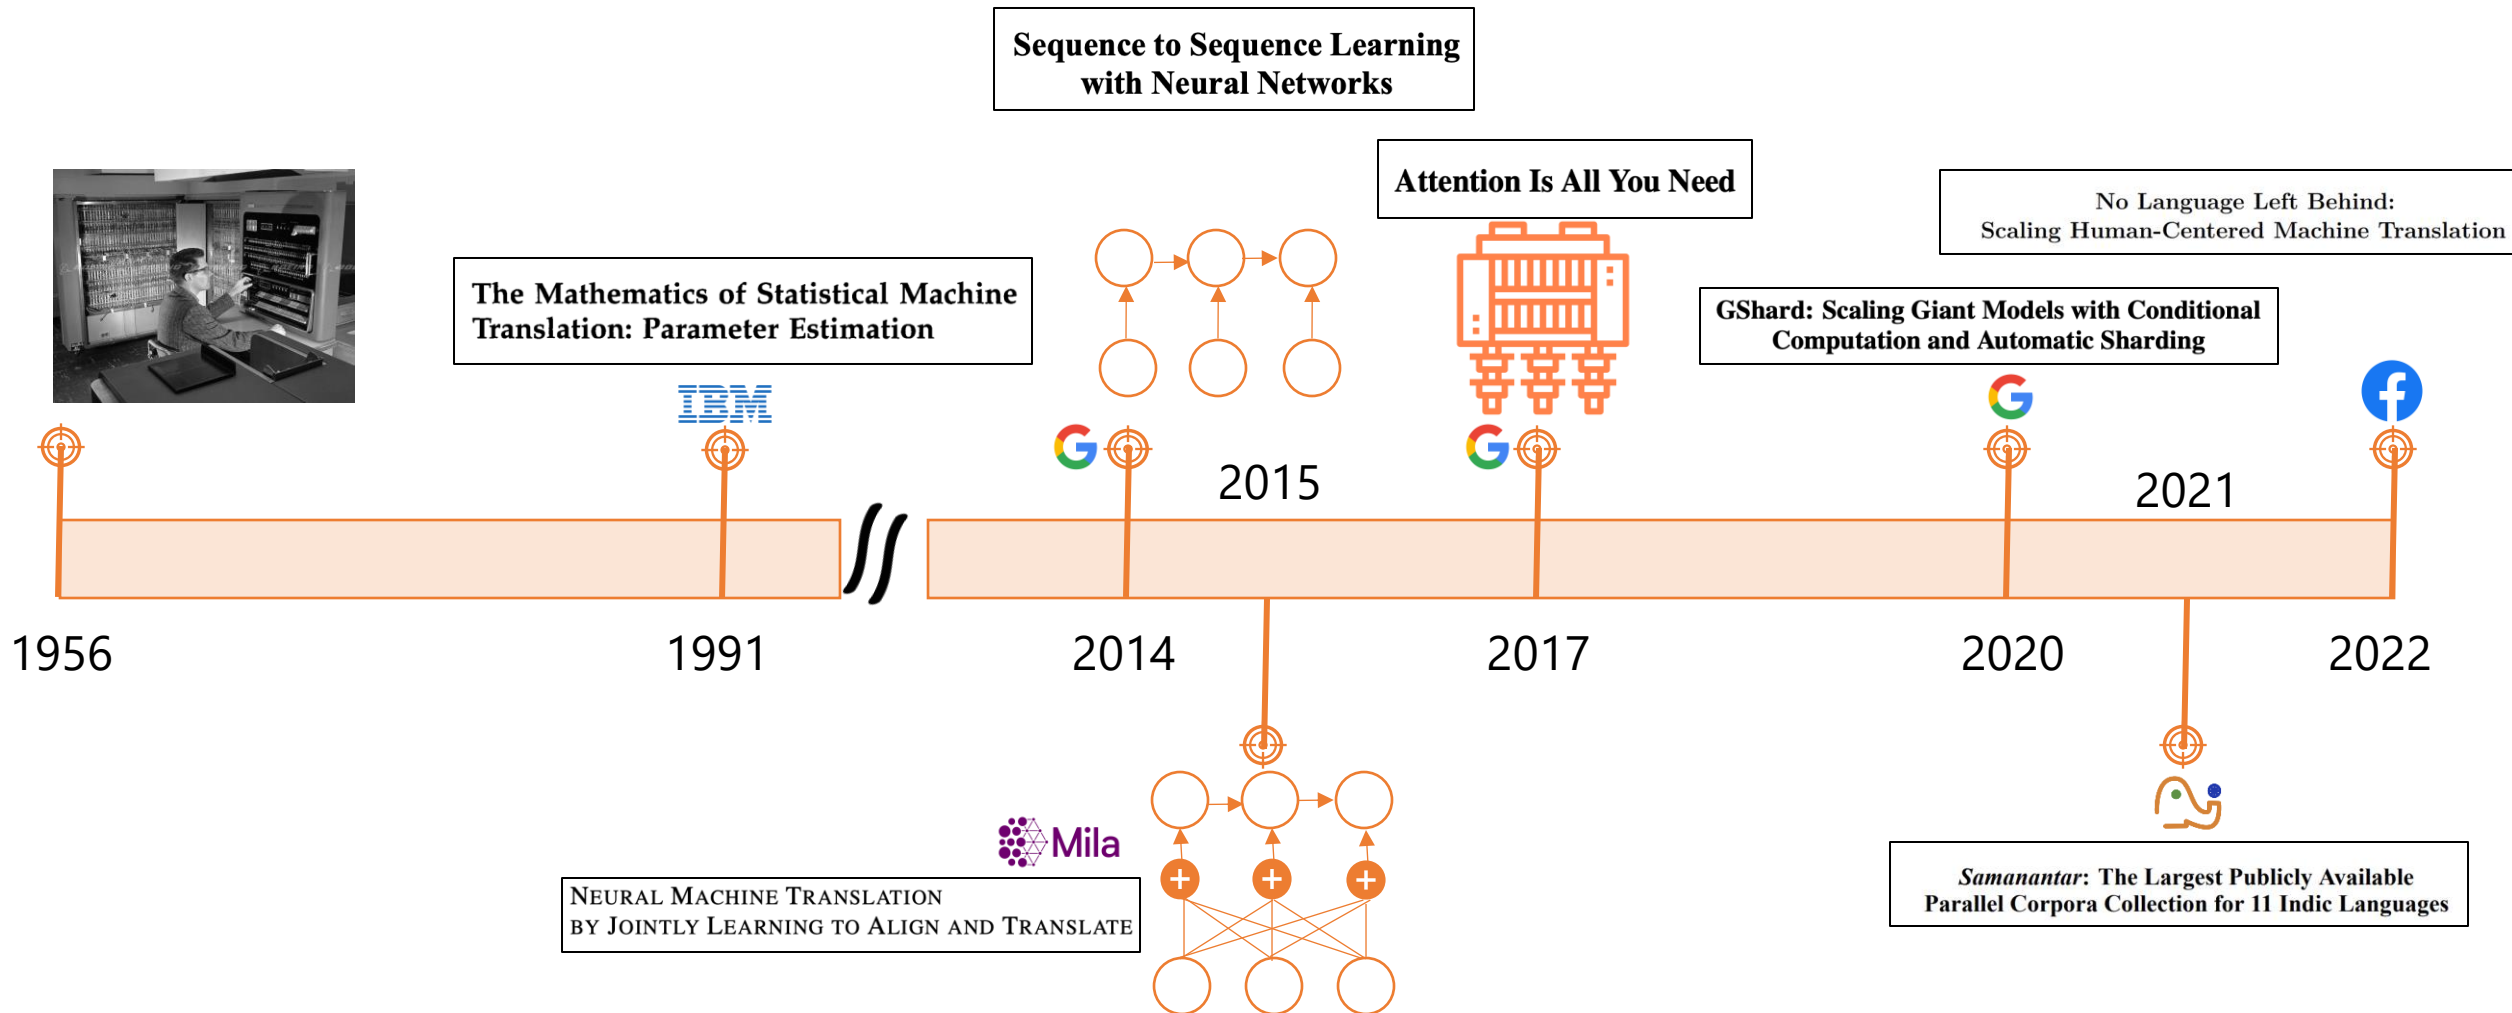 Sequence to Sequence Learning
with Neural Networks
Attention Is All You Need
No Language Left Behind:
Scaling Human-Centered Machine Translation
The Mathematics of Statistical Machine
Translation: Parameter Estimation
GShard: Scaling Giant Models with Conditional
Computation and Automatic Sharding
IBM
2015
2021
1956
1991
2014
2017
2020
2022
Mila
NEURAL MACHINE TRANSLATION
BY JOINTLY LEARNING TO ALIGN AND TRANSLATE
Samanantar: The Largest Publicly Available
Parallel Corpora Collection for 11 Indic Languages